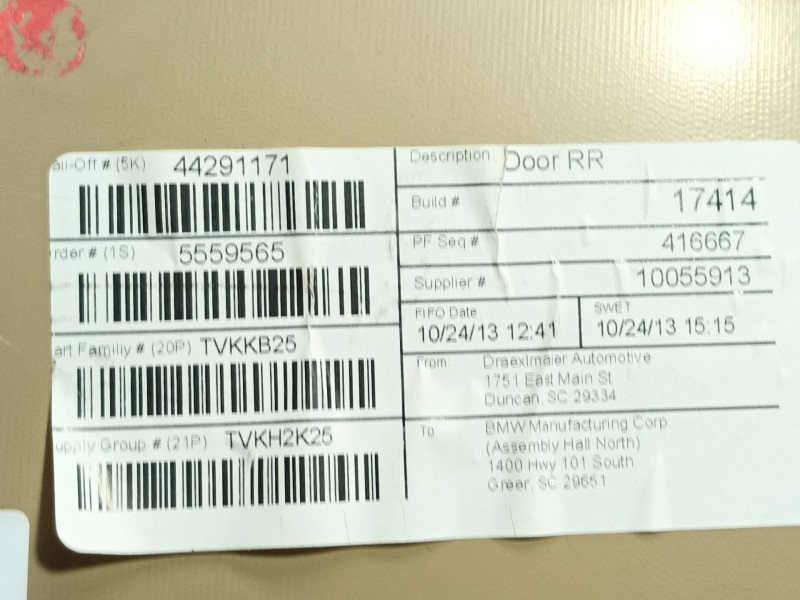 all-Off # (5K) 44291171
rder # (1S) 5559565
art Familiy # (20P) TVKKB25
upply Group # (21P) TVKH2K25
Description Door RR
Build # 17414
PF Seq # 416667
Supplier # 10055913
FIFO Date
10/24/13 12:41
SWET
10/24/13 15:15
From: Draexlmaier Automotive
1751 East Main St
Duncan, SC 29334
To BMW Manufacturing Corp
(Assembly Hall North)
1400 Hwy 101 South
Greer, SC 29651